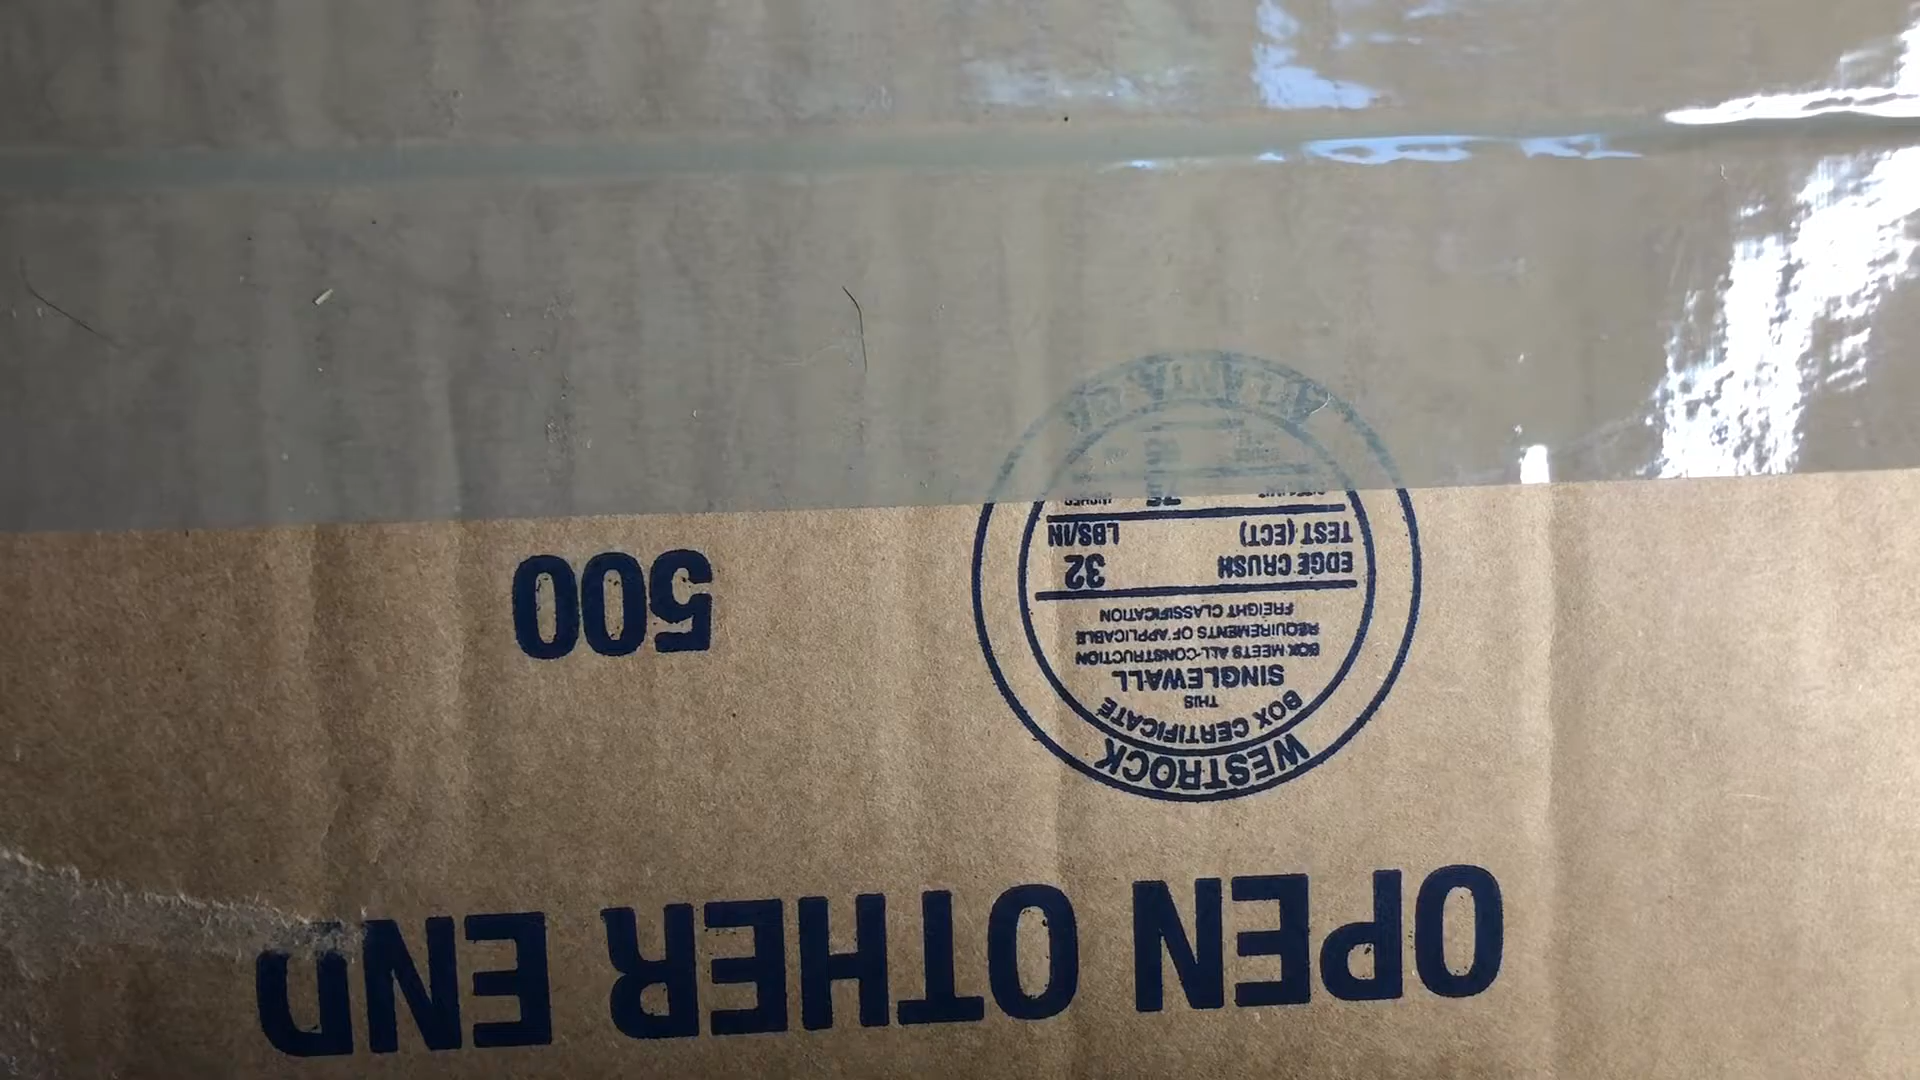 OPEN OTHER END
WESTROCK
BOX CERTIFICATE
THIS
SINGLEWALL
BOX MEETS ALL CONSTRUCTION
REQUIREMENTS OF APPLICABLE
FREIGHT CLASSIFICATION
EDGE CRUSH 32
TEST (ECT) LBS/IN
500